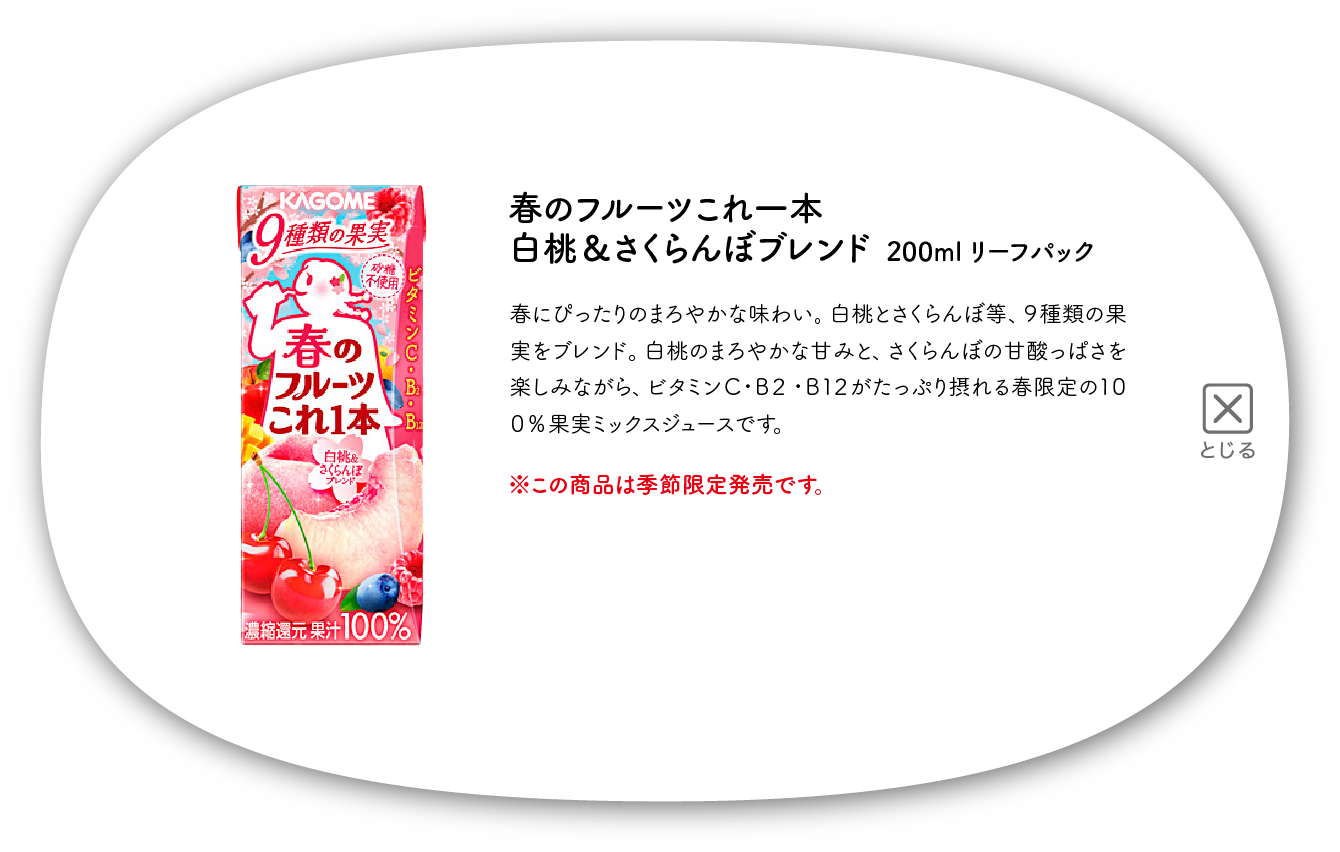 KAGOME
9種類の果実
砂糖
不使用
ビタミンC・B2・B12
春の
フルーツ
これ1本
白桃&
さくらんぼ
ブレンド
濃縮還元 果汁100%
春のフルーツこれ一本
白桃&さくらんぼブレンド 200ml リーフパック
春にぴったりのまろやかな味わい。白桃とさくらんぼ等、9種類の果
実をブレンド。白桃のまろやかな甘みと、さくらんぼの甘酸っぱさを
楽しみながら、ビタミンC・B2・B12がたっぷり摂れる春限定の10
0%果実ミックスジュースです。
※この商品は季節限定発売です。
とじる